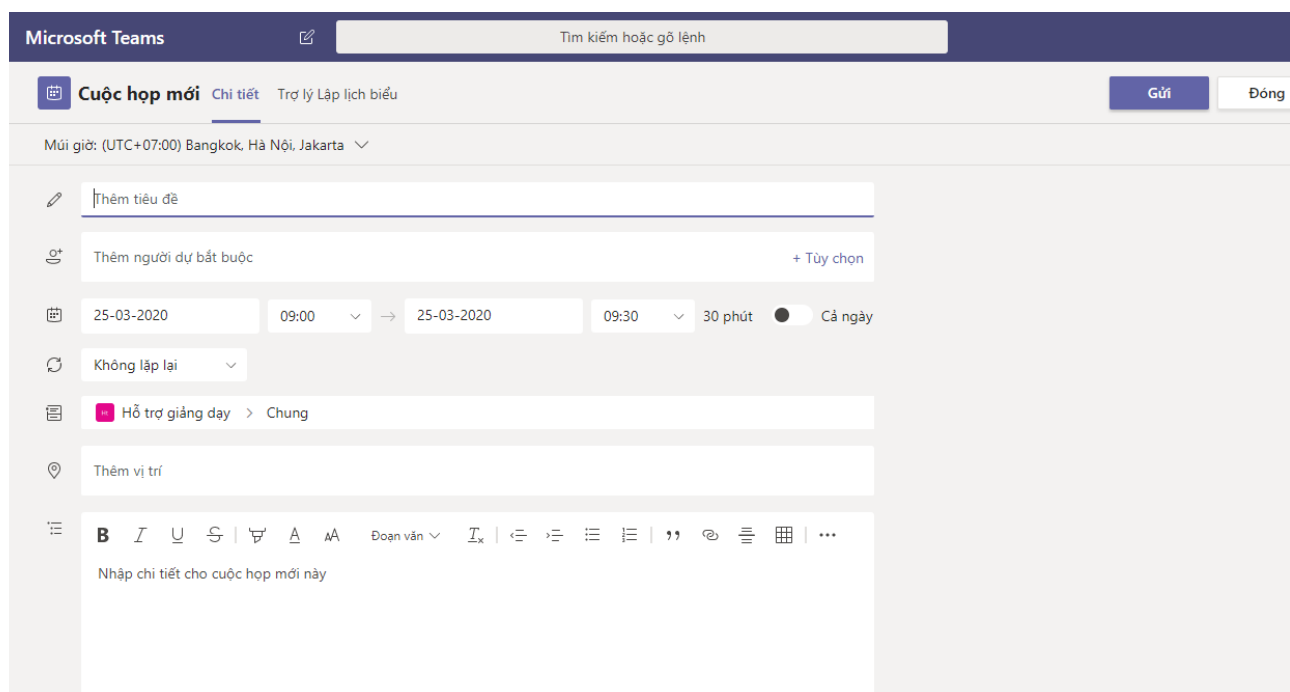 Microsoft Teams Tìm kiếm hoặc gõ lệnh
Cuộc họp mới Chi tiết Trợ lý Lập lịch biểu Gửi Đóng
Múi giờ: (UTC+07:00) Bangkok, Hà Nội, Jakarta
Thêm tiêu đề
Thêm người dự bắt buộc + Tùy chọn
25-03-2020 09:00 → 25-03-2020 09:30 30 phút Cả ngày
Không lặp lại
Hỗ trợ giảng dạy > Chung
Thêm vị trí
B I U S A AA Đoạn văn
Nhập chi tiết cho cuộc họp mới này